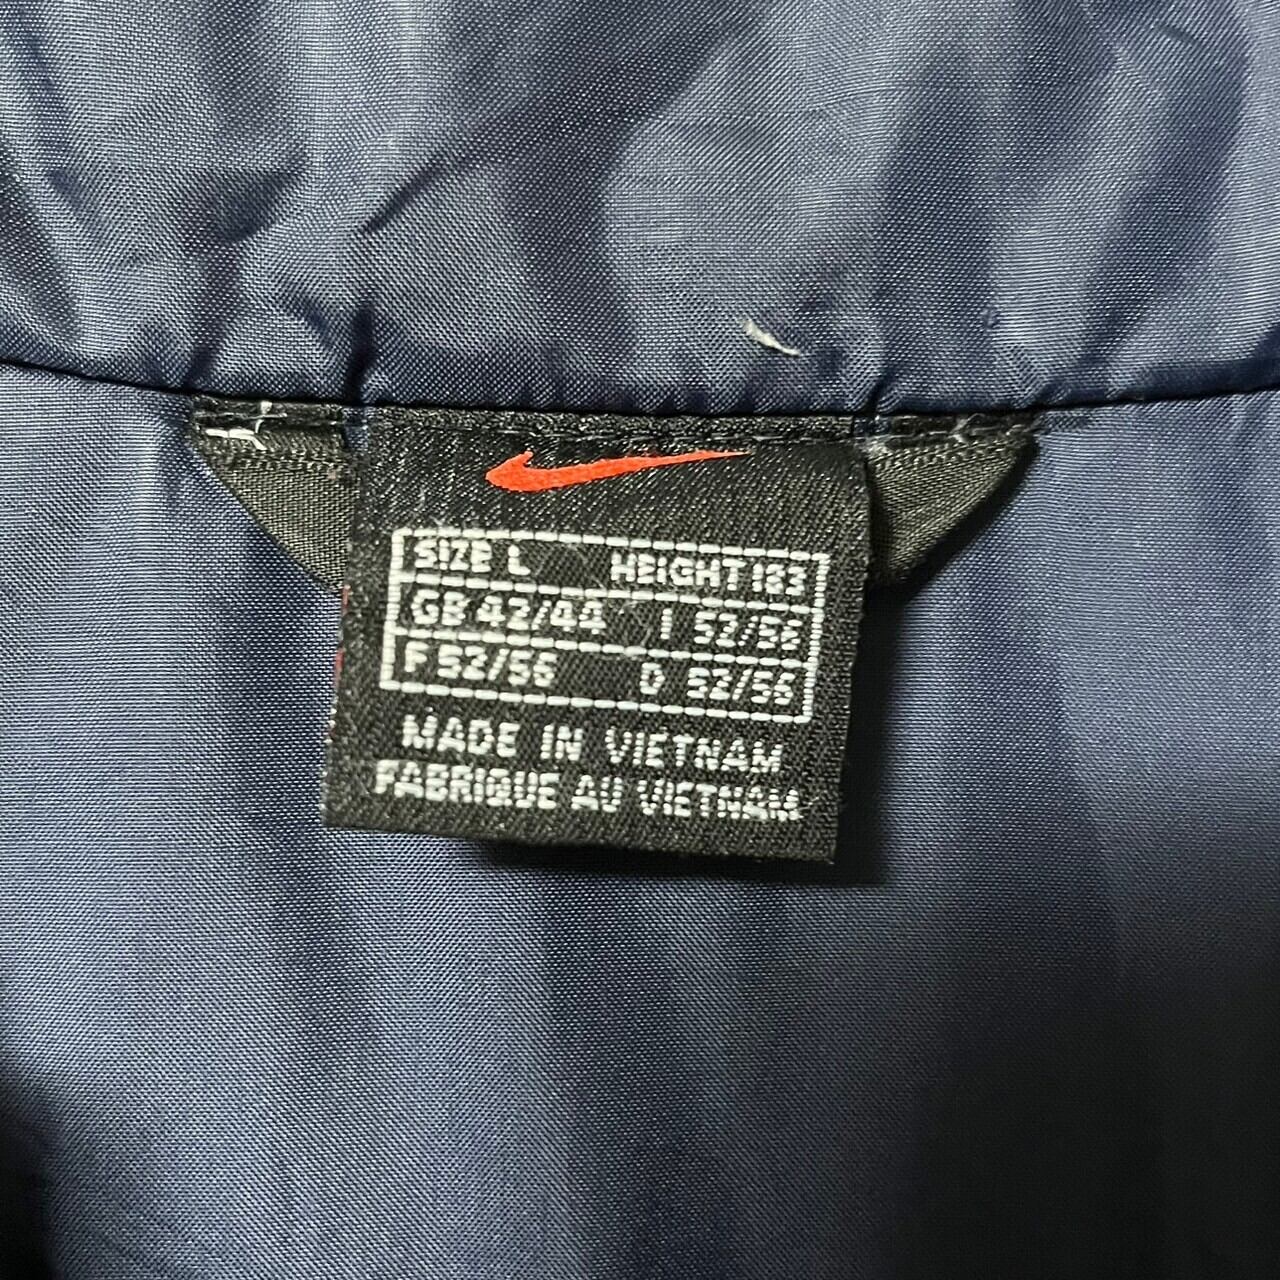 SIZE L HEIGHT 183
GB 42/44 I 52/56
F 52/56 D 52/56
MADE IN VIETNAM
FABRIQUE AU VIETNAM